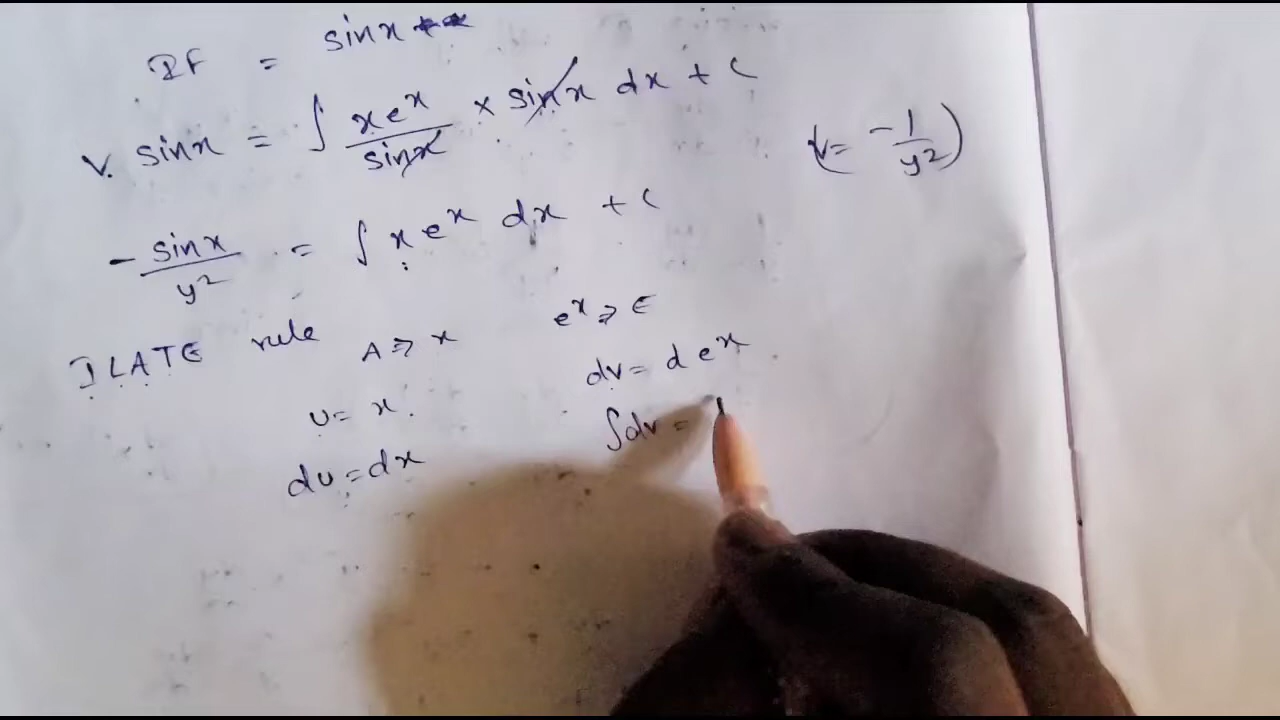 IF = sinx
v. sinx = ∫ xe^x / sinx × sinx dx + c
(v = -1/y²)
- sinx / y² = ∫ x e^x dx + c
ILATE rule A ⇒ x e^x ⇒ E
u = x. dv = d e^x
du = dx ∫dv =